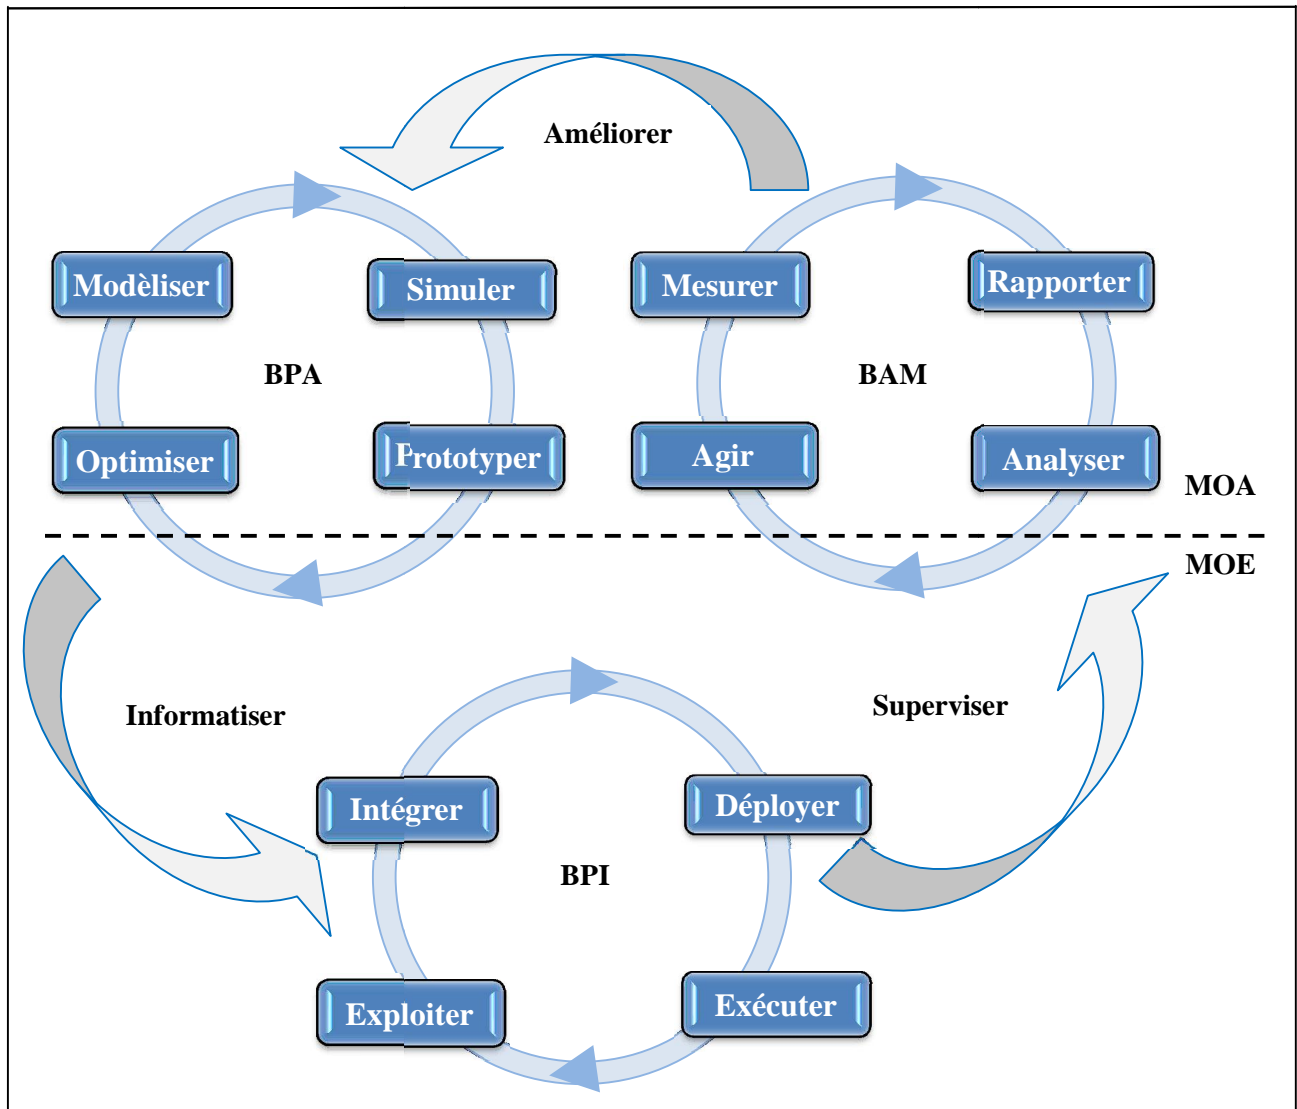 Améliorer
Modèliser
Simuler
Mesurer
Rapporter
BPA
BAM
Optimiser
Prototyper
Agir
Analyser
MOA
MOE
Informatiser
Superviser
Intégrer
Déployer
BPI
Exploiter
Exécuter